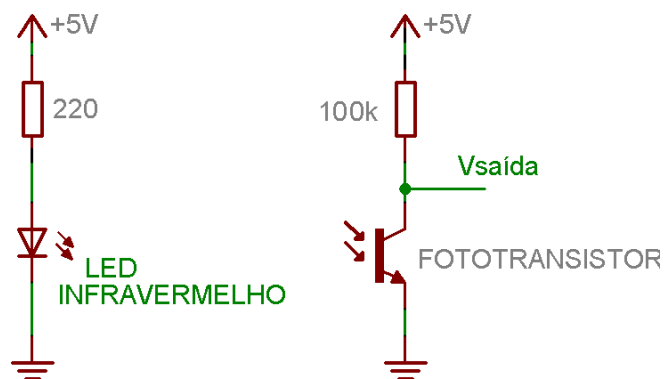 +5V
220
LED
INFRAVERMELHO
+5V
100k
Vsaída
FOTOTRANSISTOR